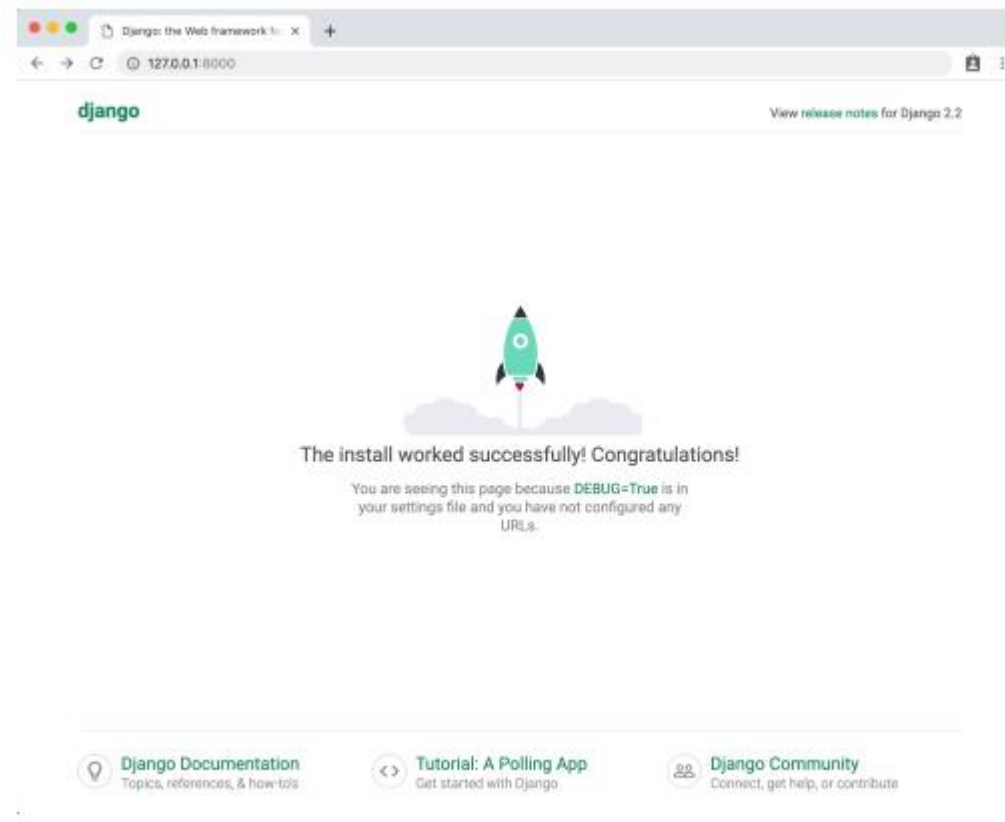 Django: the Web framework fo
127.0.0.1:8000
django
View release notes for Django 2.2
The install worked successfully! Congratulations!
You are seeing this page because DEBUG=True is in
your settings file and you have not configured any
URLs.
Django Documentation
Topics, references, & how-to's
Tutorial: A Polling App
Get started with Django
Django Community
Connect, get help, or contribute